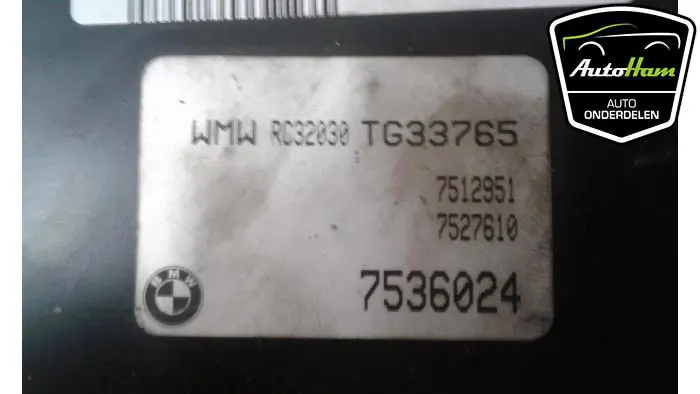 AutoHam
AUTO
ONDERDELEN
WMW RC32030 TG33765
7512951
7527610
BMW
7536024